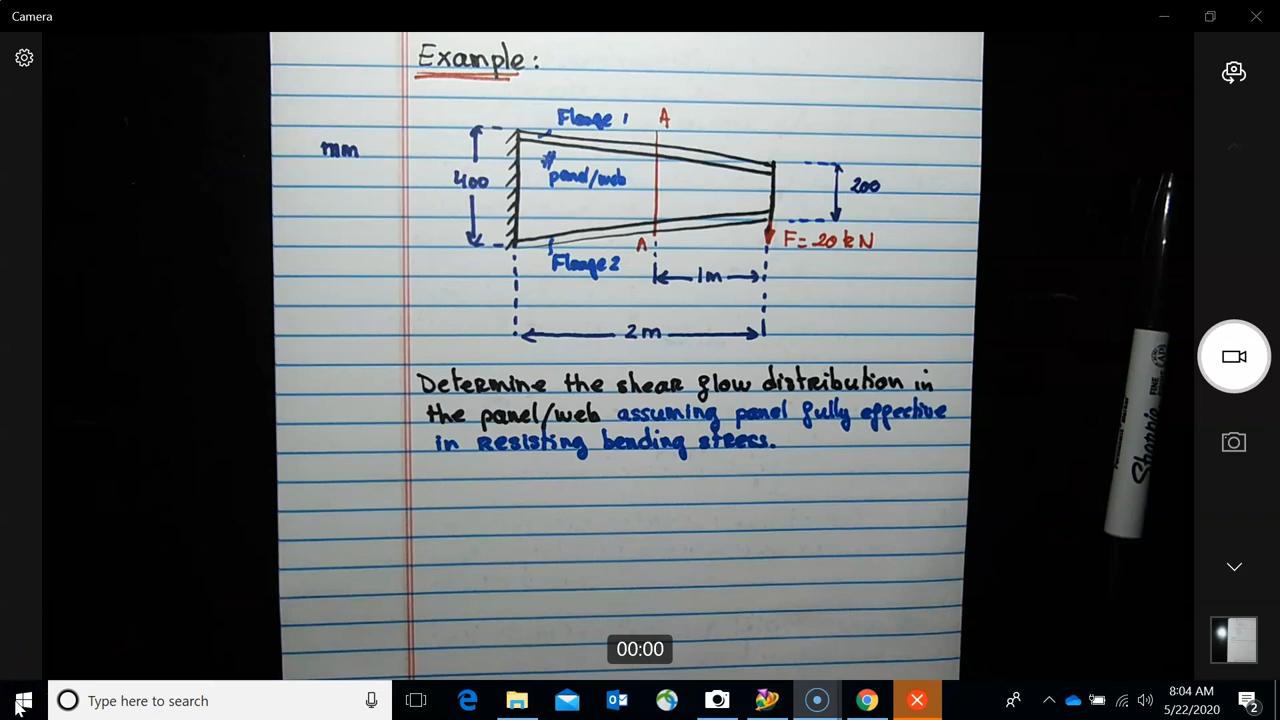 Camera
Example:
Flange 1
A
mm
400
panel/web
200
A
F = 20 kN
Flange 2
1m
2m
Determine the shear flow distribution in
the panel/web assuming panel fully effective
in Resisting bending stress.
Sharpie
FINE
00:00
Type here to search
8:04 AM
5/22/2020
2